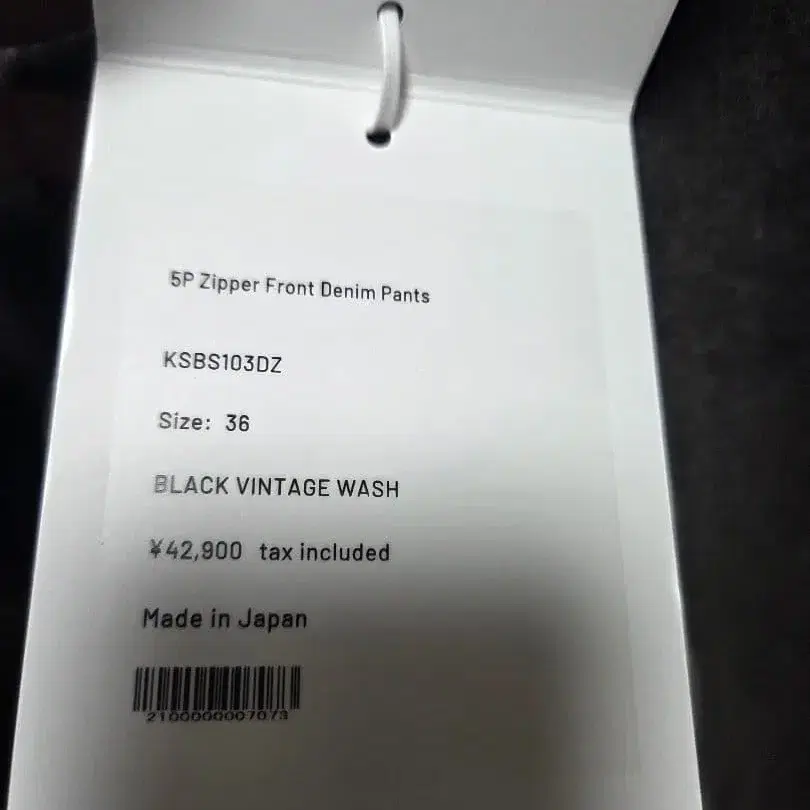 5P Zipper Front Denim Pants
KSBS103DZ
Size: 36
BLACK VINTAGE WASH
¥42,900 tax included
Made in Japan
2100000007073